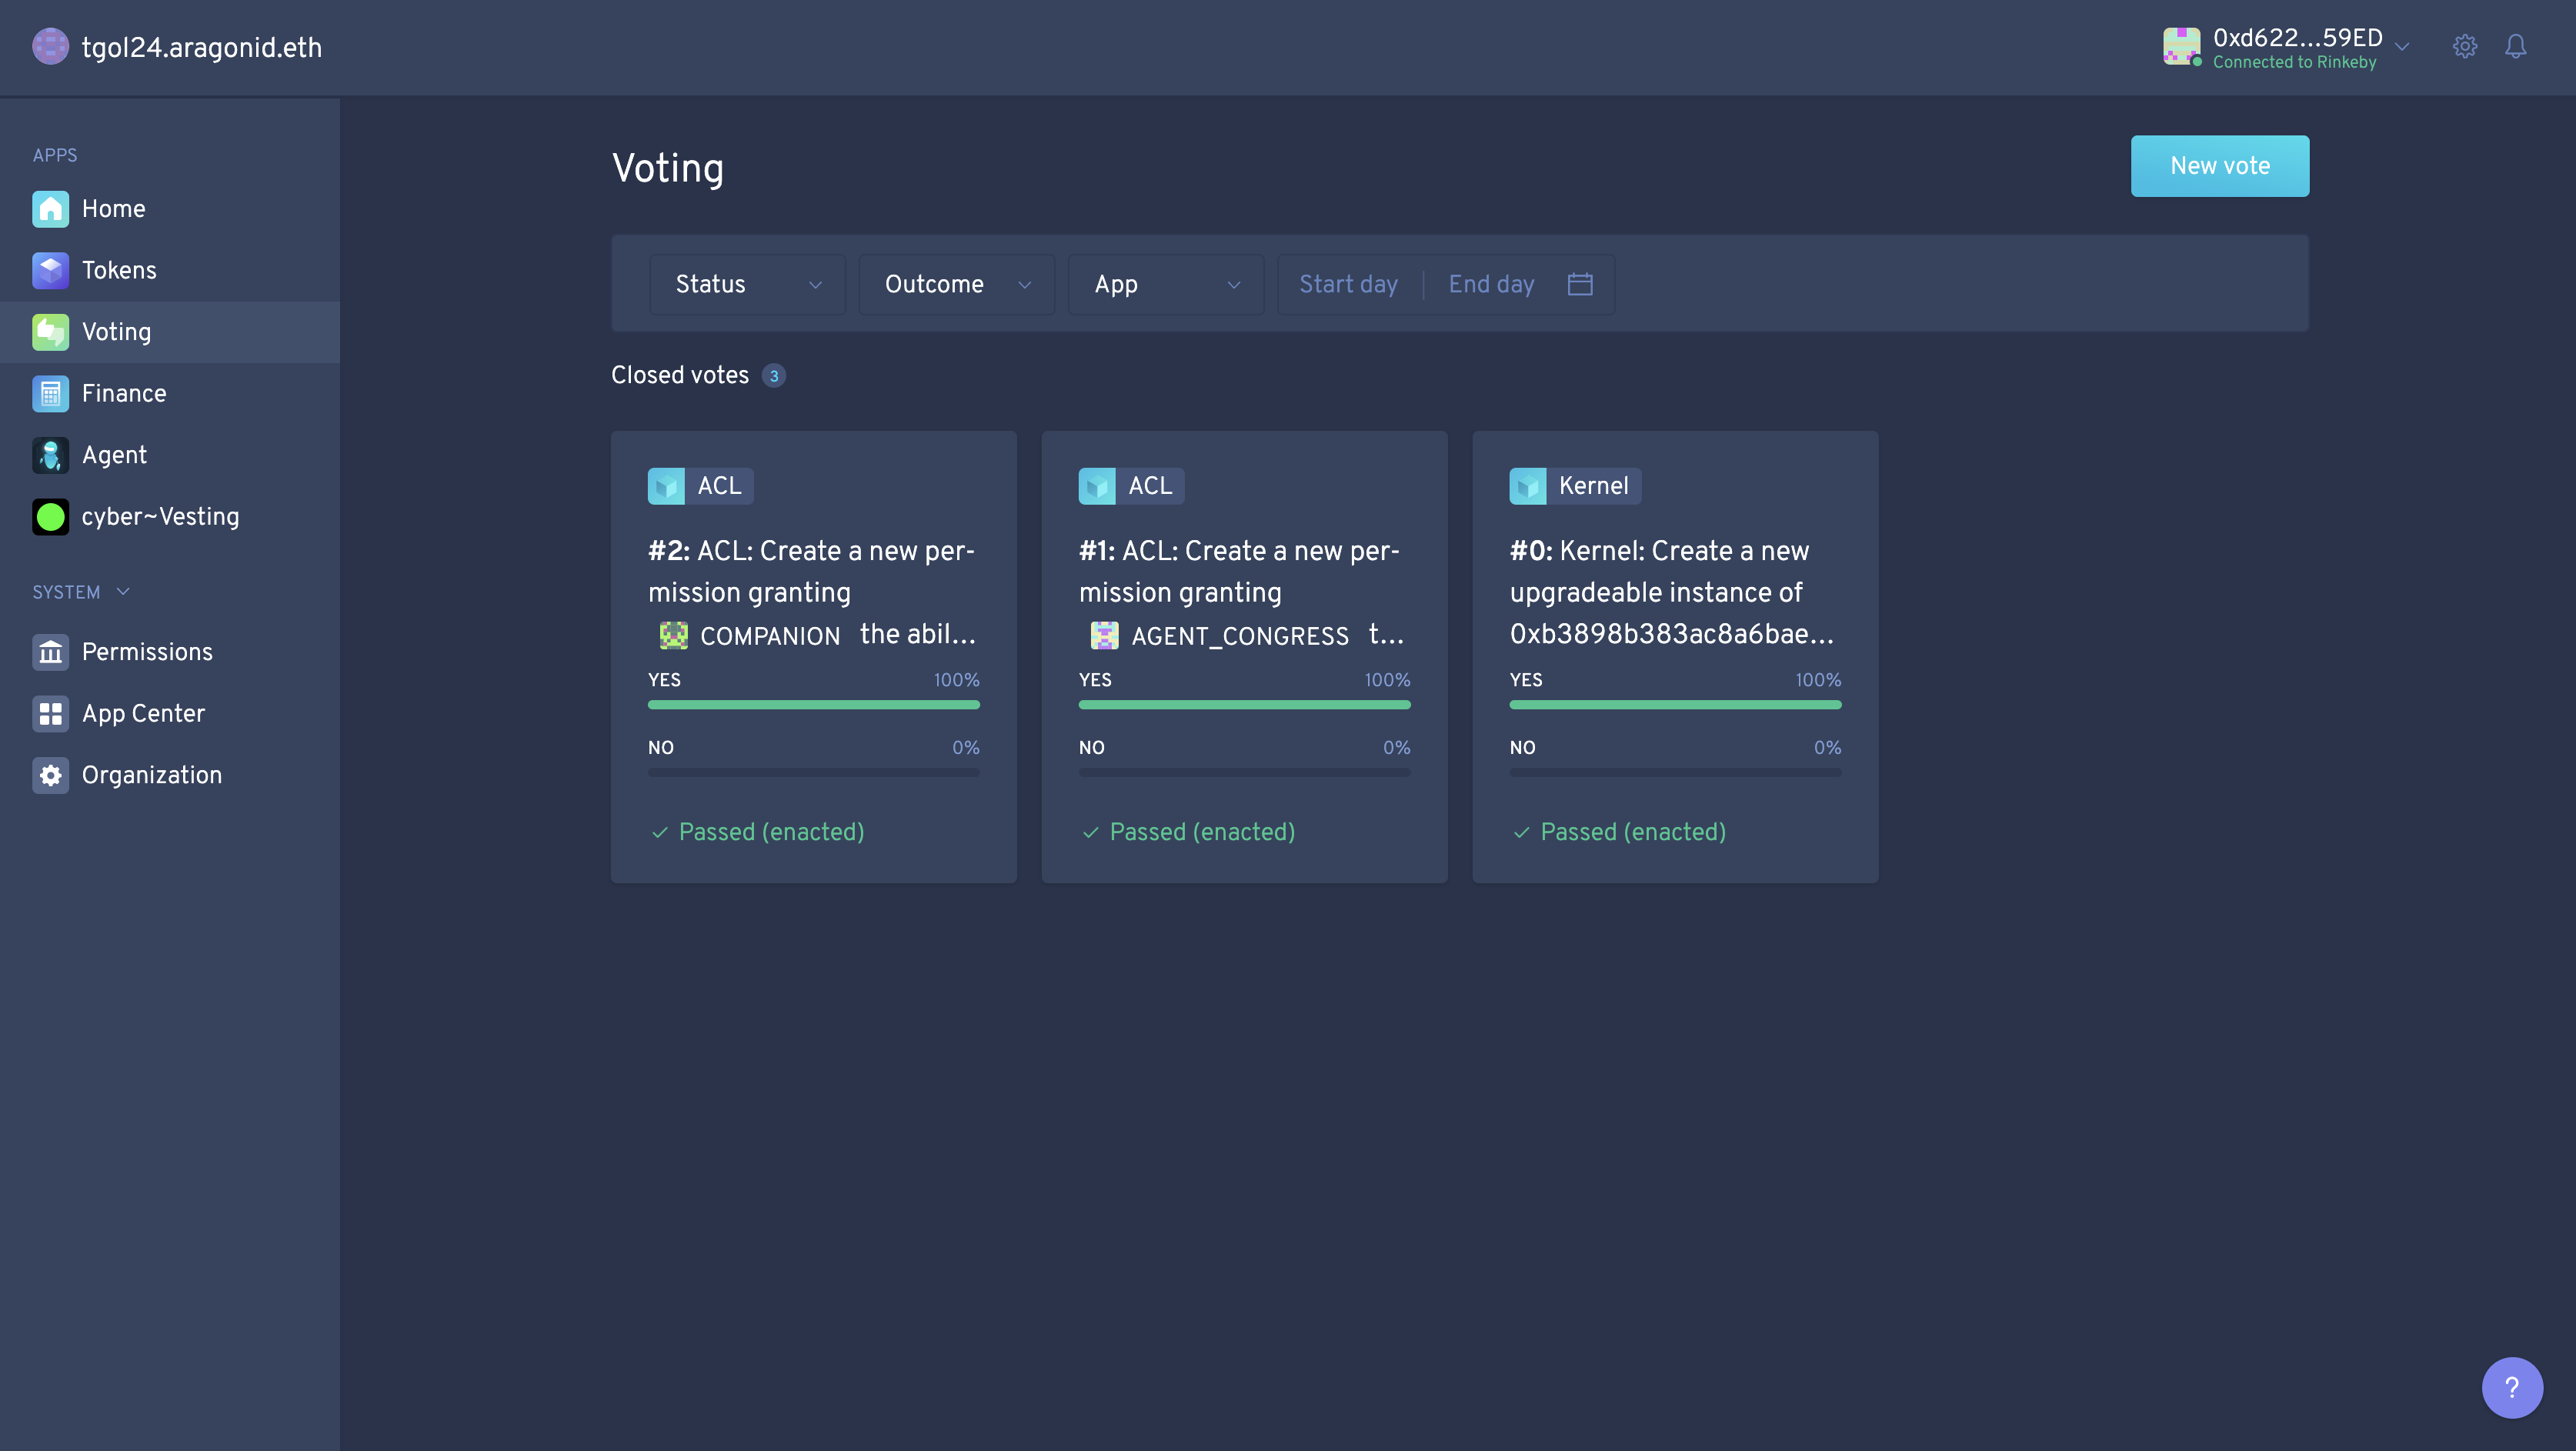 tgol24.aragonid.eth
0xd622...59ED
Connected to Rinkeby
APPS
Home
Tokens
Voting
Finance
Agent
cyber~Vesting
SYSTEM
Permissions
App Center
Organization
Voting
New vote
Status
Outcome
App
Start day
End day
Closed votes 3
ACL
#2: ACL: Create a new per-
mission granting
COMPANION the abil...
YES 100%
NO 0%
Passed (enacted)
ACL
#1: ACL: Create a new per-
mission granting
AGENT_CONGRESS t...
YES 100%
NO 0%
Passed (enacted)
Kernel
#0: Kernel: Create a new
upgradeable instance of
0xb3898b383ac8a6bae...
YES 100%
NO 0%
Passed (enacted)
?